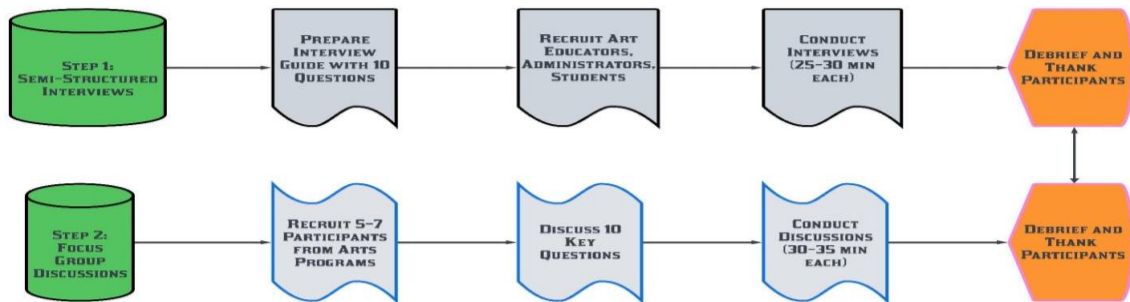 STEP 1:
SEMI-STRUCTURED
INTERVIEWS
PREPARE
INTERVIEW
GUIDE WITH 10
QUESTIONS
RECRUIT ART
EDUCATORS,
ADMINISTRATORS,
STUDENTS
CONDUCT
INTERVIEWS
(25-30 MIN
EACH)
DEBRIEF AND
THANK
PARTICIPANTS
STEP 2:
FOCUS
GROUP
DISCUSSIONS
RECRUIT 5-7
PARTICIPANTS
FROM ARTS
PROGRAMS
DISCUSS 10
KEY
QUESTIONS
CONDUCT
DISCUSSIONS
(30-35 MIN
EACH)
DEBRIEF AND
THANK
PARTICIPANTS